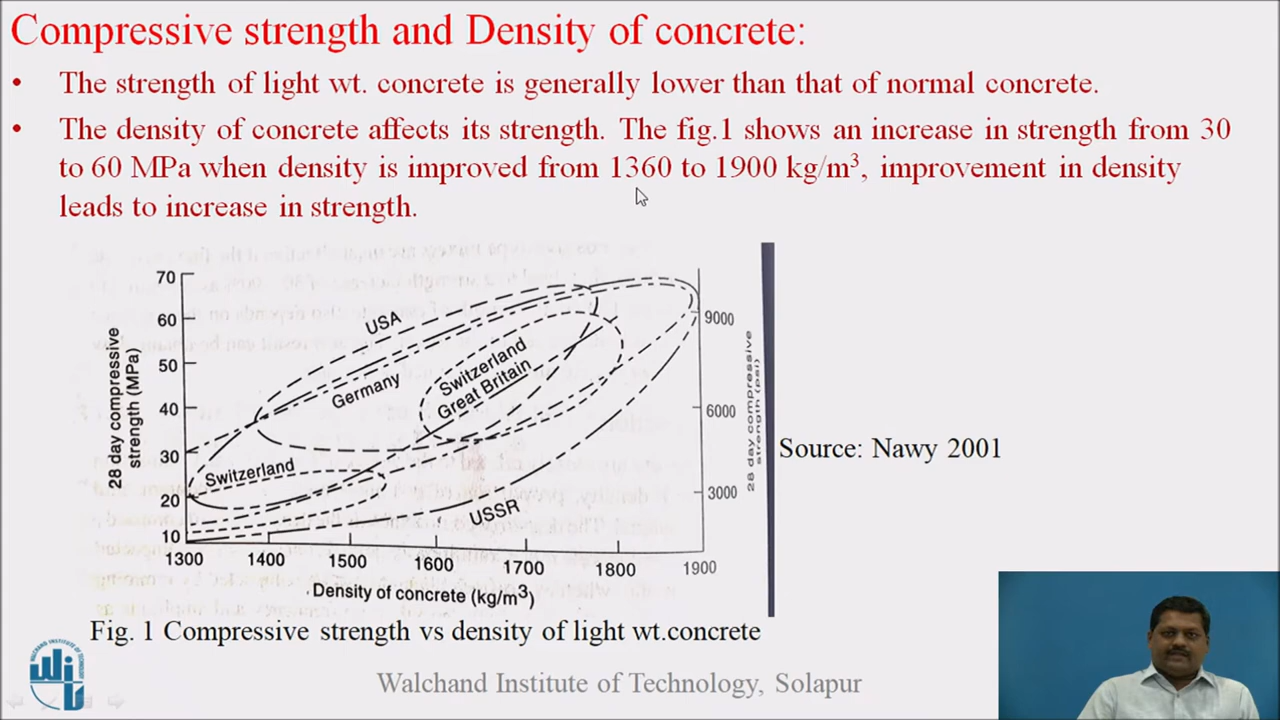 Compressive strength and Density of concrete:
• The strength of light wt. concrete is generally lower than that of normal concrete.
• The density of concrete affects its strength. The fig.1 shows an increase in strength from 30
to 60 MPa when density is improved from 1360 to 1900 kg/m³, improvement in density
leads to increase in strength.
28 day compressive
strength (MPa)
70
60
50
40
30
20
10
USA
Germany
Switzerland
Great Britain
Switzerland
USSR
9000
6000
3000
28 day compressive
strength (psi)
1300 1400 1500 1600 1700 1800 1900
Density of concrete (kg/m³)
Source: Nawy 2001
Fig. 1 Compressive strength vs density of light wt.concrete
WALCHAND INSTITUTE OF TECHNOLOGY
Walchand Institute of Technology, Solapur